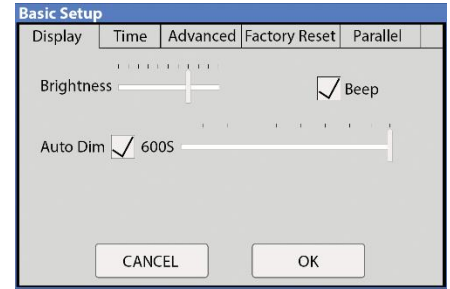 Basic Setup
Display Time Advanced Factory Reset Parallel
Brightness Beep
Auto Dim 600S
CANCEL OK